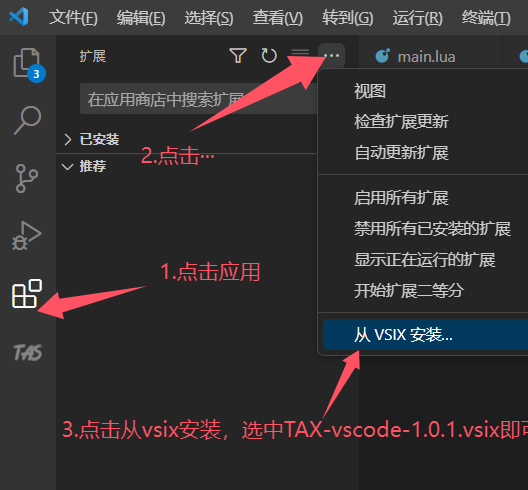 文件(F) 编辑(E) 选择(S) 查看(V) 转到(G) 运行(R) 终端(T)
扩展
main.lua
3
在应用商店中搜索扩展
视图
检查扩展更新
自动更新扩展
已安装
2.点击···
推荐
启用所有扩展
禁用所有已安装的扩展
显示正在运行的扩展
开始扩展二等分
1.点击应用
从 VSIX 安装...
TAS
3.点击从vsix安装，选中TAX-vscode-1.0.1.vsix即可